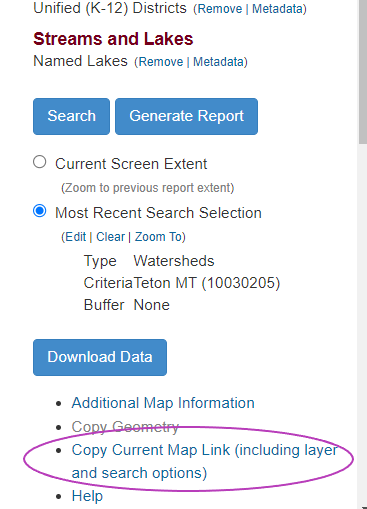 Unified (K-12) Districts (Remove | Metadata)
Streams and Lakes
Named Lakes (Remove | Metadata)
Search Generate Report
Current Screen Extent
(Zoom to previous report extent)
Most Recent Search Selection
(Edit | Clear | Zoom To)
Type Watersheds
CriteriaTeton MT (10030205)
Buffer None
Download Data
Additional Map Information
Copy Geometry
Copy Current Map Link (including layer
and search options)
Help